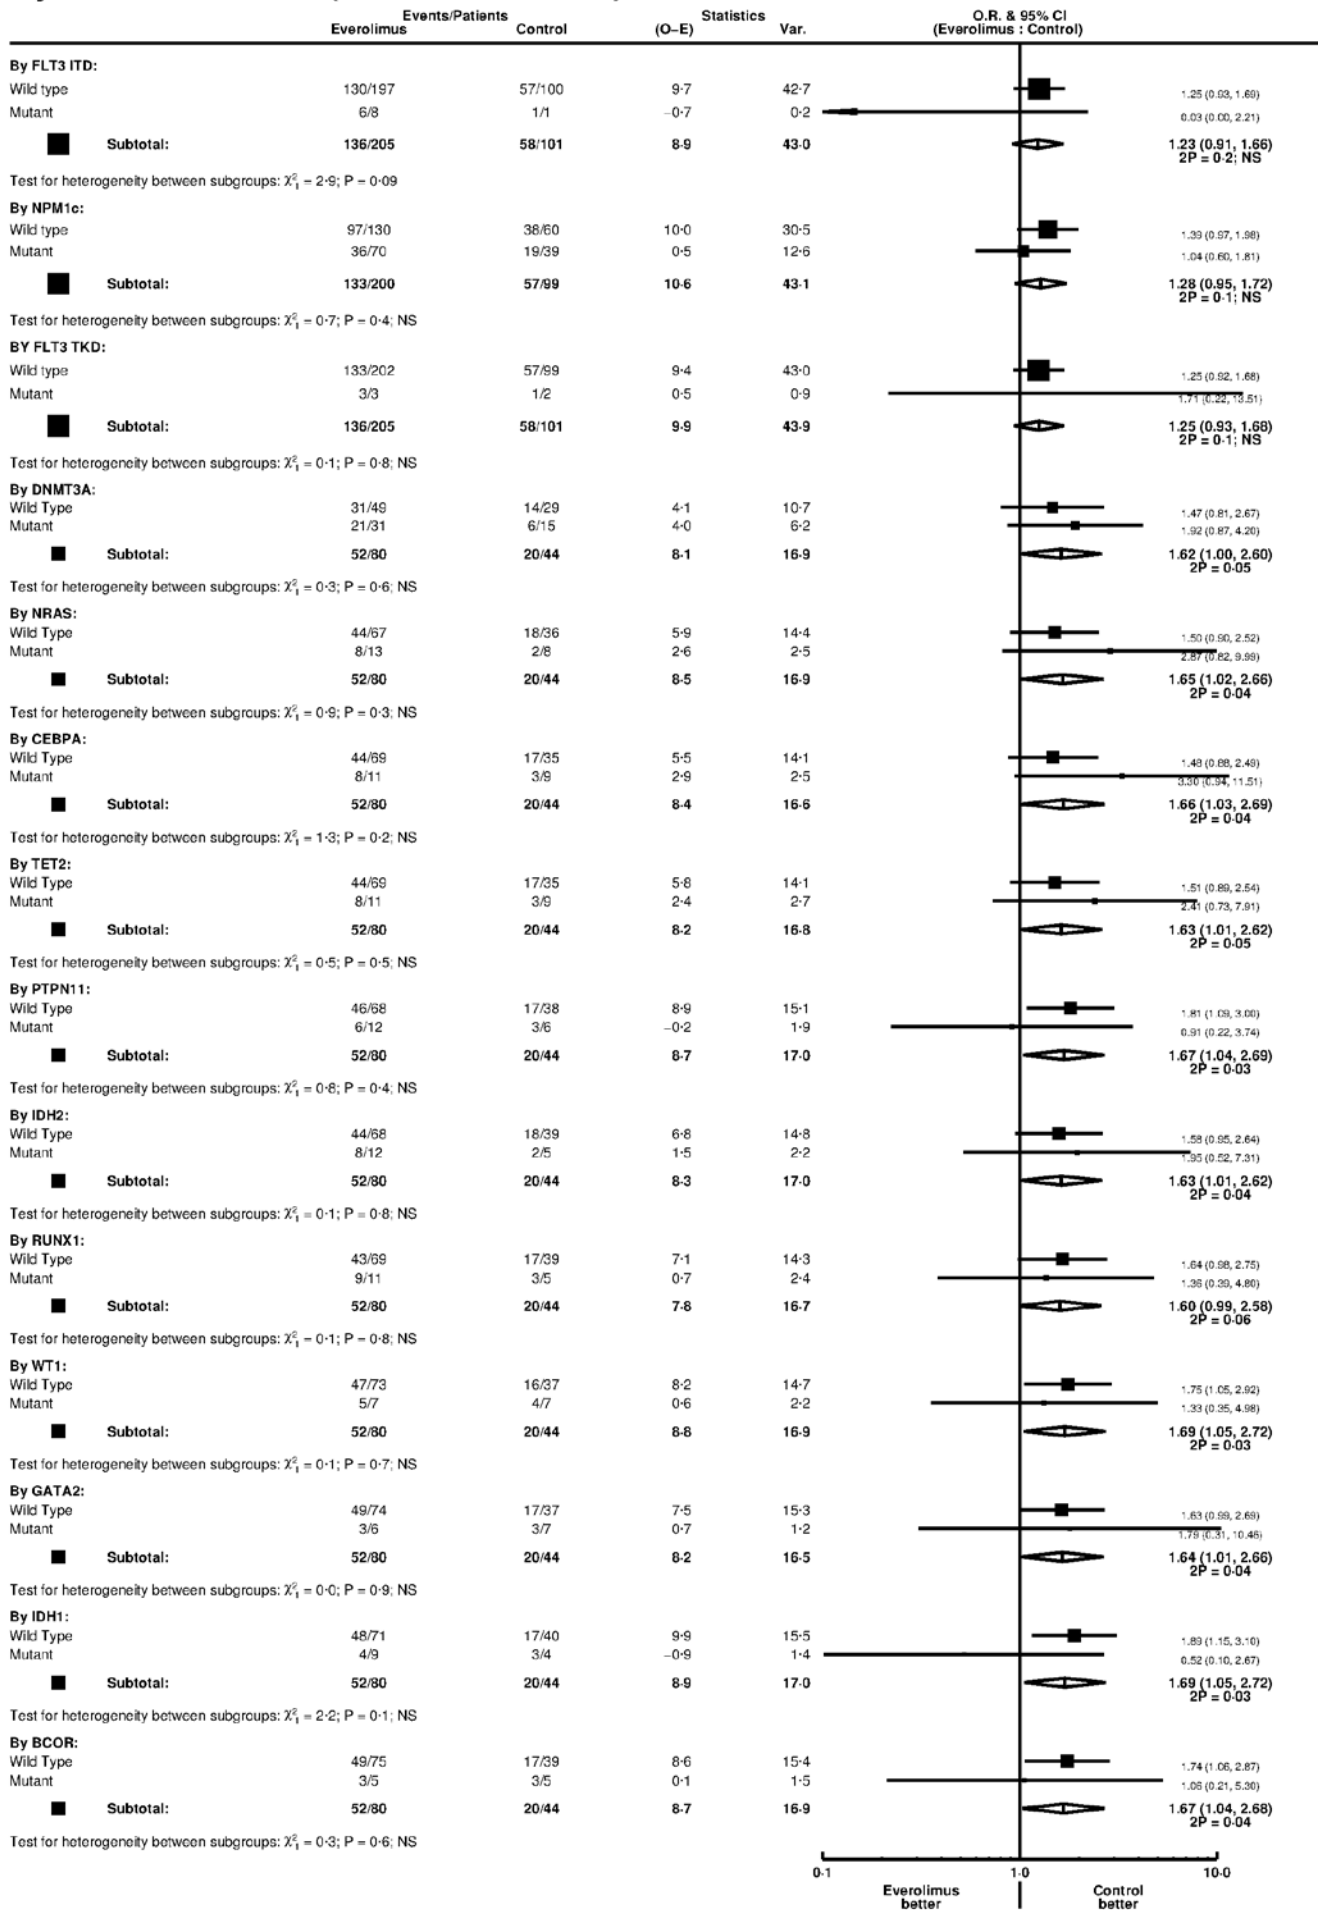 Events/Patients Statistics O.R. & 95% CI
Everolimus Control (O–E) Var. (Everolimus : Control)
By FLT3 ITD:
Wild type 130/197 57/100 9·7 42·7 1.25 (0.93, 1.69)
Mutant 6/8 1/1 −0·7 0·2 0.03 (0.00, 2.21)
Subtotal: 136/205 58/101 8·9 43·0 1.23 (0.91, 1.66)
2P = 0·2; NS
Test for heterogeneity between subgroups: χ²₁ = 2·9; P = 0·09
By NPM1c:
Wild type 97/130 38/60 10·0 30·5 1.39 (0.97, 1.98)
Mutant 36/70 19/39 0·5 12·6 1.04 (0.60, 1.81)
Subtotal: 133/200 57/99 10·6 43·1 1.28 (0.95, 1.72)
2P = 0·1; NS
Test for heterogeneity between subgroups: χ²₁ = 0·7; P = 0·4; NS
BY FLT3 TKD:
Wild type 133/202 57/99 9·4 43·0 1.25 (0.92, 1.68)
Mutant 3/3 1/2 0·5 0·9 1.71 (0.22, 13.51)
Subtotal: 136/205 58/101 9·9 43·9 1.25 (0.93, 1.68)
2P = 0·1; NS
Test for heterogeneity between subgroups: χ²₁ = 0·1; P = 0·8; NS
By DNMT3A:
Wild Type 31/49 14/29 4·1 10·7 1.47 (0.81, 2.67)
Mutant 21/31 6/15 4·0 6·2 1.92 (0.87, 4.20)
Subtotal: 52/80 20/44 8·1 16·9 1.62 (1.00, 2.60)
2P = 0·05
Test for heterogeneity between subgroups: χ²₁ = 0·3; P = 0·6; NS
By NRAS:
Wild Type 44/67 18/36 5·9 14·4 1.50 (0.90, 2.52)
Mutant 8/13 2/8 2·6 2·5 2.87 (0.82, 9.99)
Subtotal: 52/80 20/44 8·5 16·9 1.65 (1.02, 2.66)
2P = 0·04
Test for heterogeneity between subgroups: χ²₁ = 0·9; P = 0·3; NS
By CEBPA:
Wild Type 44/69 17/35 5·5 14·1 1.48 (0.88, 2.49)
Mutant 8/11 3/9 2·9 2·5 3.30 (0.94, 11.51)
Subtotal: 52/80 20/44 8·4 16·6 1.66 (1.03, 2.69)
2P = 0·04
Test for heterogeneity between subgroups: χ²₁ = 1·3; P = 0·2; NS
By TET2:
Wild Type 44/69 17/35 5·8 14·1 1.51 (0.89, 2.54)
Mutant 8/11 3/9 2·4 2·7 2.41 (0.73, 7.91)
Subtotal: 52/80 20/44 8·2 16·8 1.63 (1.01, 2.62)
2P = 0·05
Test for heterogeneity between subgroups: χ²₁ = 0·5; P = 0·5; NS
By PTPN11:
Wild Type 46/68 17/38 8·9 15·1 1.81 (1.09, 3.00)
Mutant 6/12 3/6 −0·2 1·9 0.91 (0.22, 3.74)
Subtotal: 52/80 20/44 8·7 17·0 1.67 (1.04, 2.69)
2P = 0·03
Test for heterogeneity between subgroups: χ²₁ = 0·8; P = 0·4; NS
By IDH2:
Wild Type 44/68 18/39 6·8 14·8 1.58 (0.95, 2.64)
Mutant 8/12 2/5 1·5 2·2 1.95 (0.52, 7.31)
Subtotal: 52/80 20/44 8·3 17·0 1.63 (1.01, 2.62)
2P = 0·04
Test for heterogeneity between subgroups: χ²₁ = 0·1; P = 0·8; NS
By RUNX1:
Wild Type 43/69 17/39 7·1 14·3 1.64 (0.98, 2.75)
Mutant 9/11 3/5 0·7 2·4 1.36 (0.39, 4.80)
Subtotal: 52/80 20/44 7·8 16·7 1.60 (0.99, 2.58)
2P = 0·06
Test for heterogeneity between subgroups: χ²₁ = 0·1; P = 0·8; NS
By WT1:
Wild Type 47/73 16/37 8·2 14·7 1.75 (1.05, 2.92)
Mutant 5/7 4/7 0·6 2·2 1.33 (0.35, 4.98)
Subtotal: 52/80 20/44 8·8 16·9 1.69 (1.05, 2.72)
2P = 0·03
Test for heterogeneity between subgroups: χ²₁ = 0·1; P = 0·7; NS
By GATA2:
Wild Type 49/74 17/37 7·5 15·3 1.63 (0.99, 2.69)
Mutant 3/6 3/7 0·7 1·2 1.79 (0.31, 10.46)
Subtotal: 52/80 20/44 8·2 16·5 1.64 (1.01, 2.66)
2P = 0·04
Test for heterogeneity between subgroups: χ²₁ = 0·0; P = 0·9; NS
By IDH1:
Wild Type 48/71 17/40 9·9 15·5 1.89 (1.15, 3.10)
Mutant 4/9 3/4 −0·9 1·4 0.52 (0.10, 2.67)
Subtotal: 52/80 20/44 8·9 17·0 1.69 (1.05, 2.72)
2P = 0·03
Test for heterogeneity between subgroups: χ²₁ = 2·2; P = 0·1; NS
By BCOR:
Wild Type 49/75 17/39 8·6 15·4 1.74 (1.06, 2.87)
Mutant 3/5 3/5 0·1 1·5 1.06 (0.21, 5.30)
Subtotal: 52/80 20/44 8·7 16·9 1.67 (1.04, 2.68)
2P = 0·04
Test for heterogeneity between subgroups: χ²₁ = 0·3; P = 0·6; NS
0·1 1·0 10·0
Everolimus Control
better better